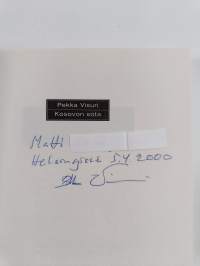 Pekka Visuri
Kosovon sota
Matti
Helsingissä 5.4 2000